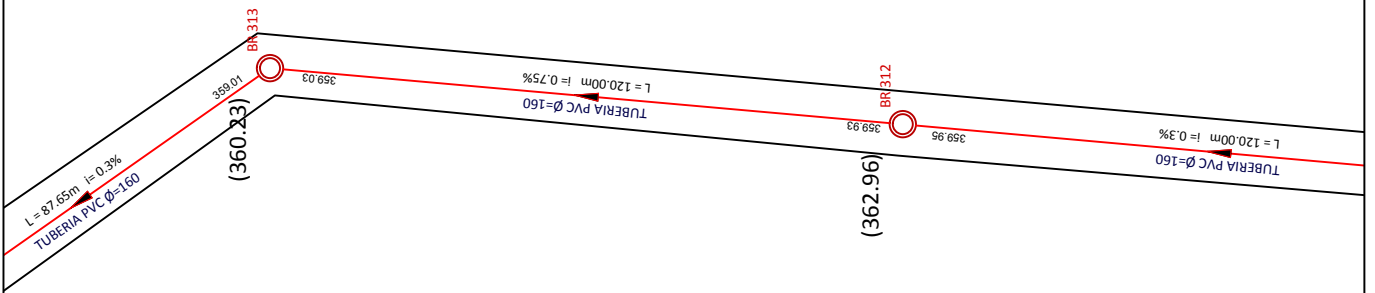 BR 313
359.01
(360.23)
L = 87.65m i= 0.3%
TUBERIA PVC Ø=160
359.03
L = 120.00m i= 0.75%
TUBERIA PVC Ø=160
BR 312
359.93
(362.96)
359.95
L = 120.00m i= 0.3%
TUBERIA PVC Ø=160